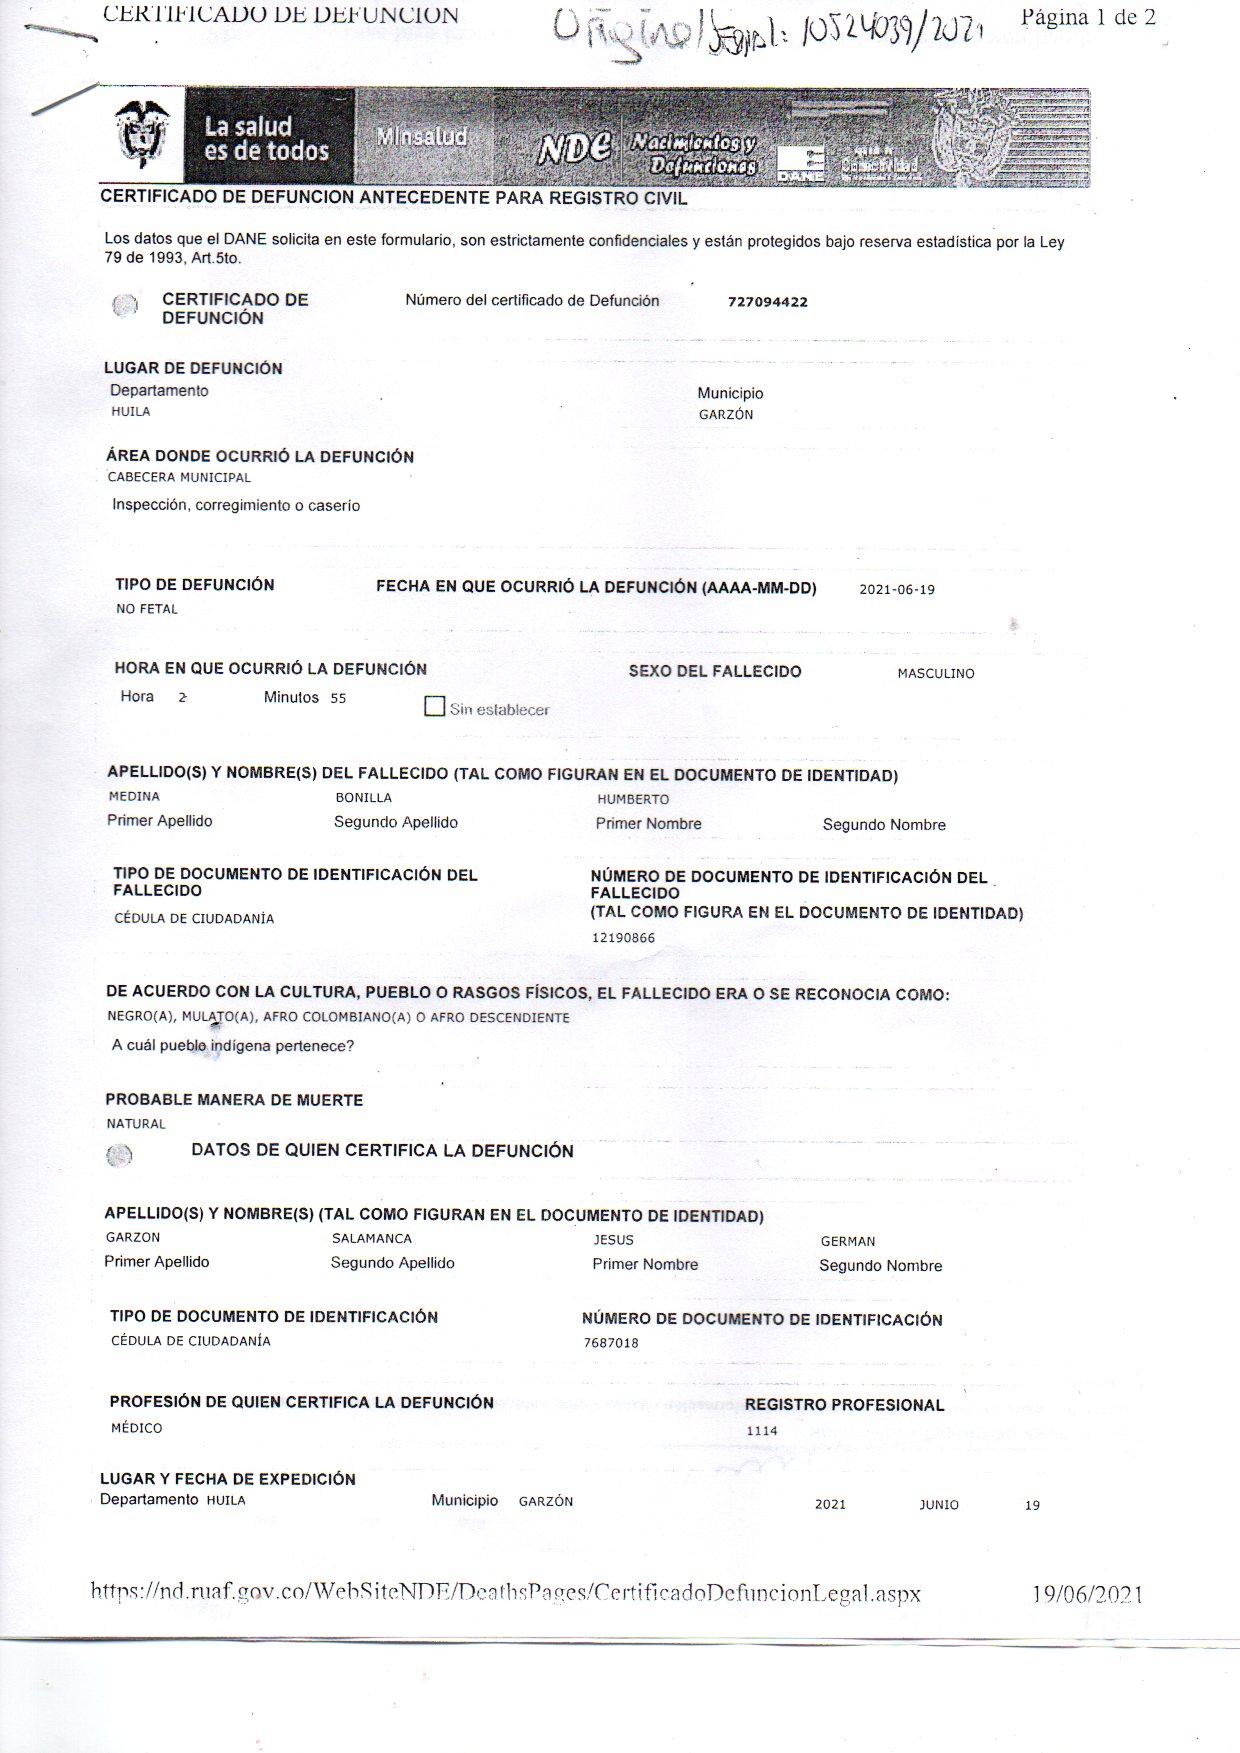 CERTIFICADO DE DEFUNCION
Original Página 1 de 2
10524039/2021
La salud
es de todos
Minsalud
NDE Nacimientos y
Defunciones
DANE
CERTIFICADO DE DEFUNCION ANTECEDENTE PARA REGISTRO CIVIL
Los datos que el DANE solicita en este formulario, son estrictamente confidenciales y están protegidos bajo reserva estadística por la Ley
79 de 1993, Art.5to.
CERTIFICADO DE Número del certificado de Defunción 727094422
DEFUNCIÓN
LUGAR DE DEFUNCIÓN
Departamento Municipio
HUILA GARZÓN
ÁREA DONDE OCURRIÓ LA DEFUNCIÓN
CABECERA MUNICIPAL
Inspección, corregimiento o caserío
TIPO DE DEFUNCIÓN FECHA EN QUE OCURRIÓ LA DEFUNCIÓN (AAAA-MM-DD) 2021-06-19
NO FETAL
HORA EN QUE OCURRIÓ LA DEFUNCIÓN SEXO DEL FALLECIDO MASCULINO
Hora 2 Minutos 55 Sin establecer
APELLIDO(S) Y NOMBRE(S) DEL FALLECIDO (TAL COMO FIGURAN EN EL DOCUMENTO DE IDENTIDAD)
MEDINA BONILLA HUMBERTO
Primer Apellido Segundo Apellido Primer Nombre Segundo Nombre
TIPO DE DOCUMENTO DE IDENTIFICACIÓN DEL NÚMERO DE DOCUMENTO DE IDENTIFICACIÓN DEL
FALLECIDO FALLECIDO
CÉDULA DE CIUDADANÍA (TAL COMO FIGURA EN EL DOCUMENTO DE IDENTIDAD)
12190866
DE ACUERDO CON LA CULTURA, PUEBLO O RASGOS FÍSICOS, EL FALLECIDO ERA O SE RECONOCIA COMO:
NEGRO(A), MULATO(A), AFRO COLOMBIANO(A) O AFRO DESCENDIENTE
A cuál pueblo indígena pertenece?
PROBABLE MANERA DE MUERTE
NATURAL
DATOS DE QUIEN CERTIFICA LA DEFUNCIÓN
APELLIDO(S) Y NOMBRE(S) (TAL COMO FIGURAN EN EL DOCUMENTO DE IDENTIDAD)
GARZON SALAMANCA JESUS GERMAN
Primer Apellido Segundo Apellido Primer Nombre Segundo Nombre
TIPO DE DOCUMENTO DE IDENTIFICACIÓN NÚMERO DE DOCUMENTO DE IDENTIFICACIÓN
CÉDULA DE CIUDADANÍA 7687018
PROFESIÓN DE QUIEN CERTIFICA LA DEFUNCIÓN REGISTRO PROFESIONAL
MÉDICO 1114
LUGAR Y FECHA DE EXPEDICIÓN
Departamento HUILA Municipio GARZÓN 2021 JUNIO 19
https://nd.ruaf.gov.co/WebSiteNDE/DeathsPages/CertificadoDefuncionLegal.aspx 19/06/2021